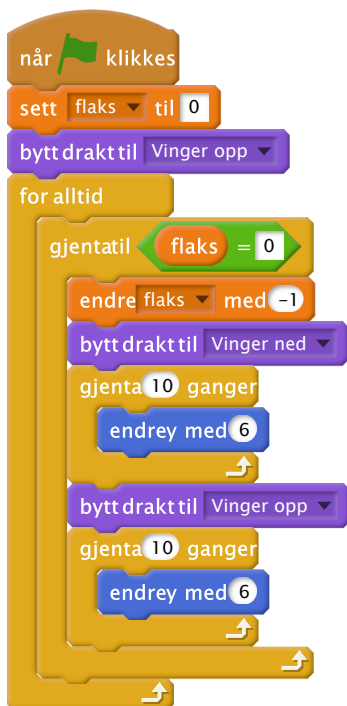 når klikkes
sett flaks til 0
bytt drakt til Vinger opp
for alltid
gjenta til flaks = 0
endre flaks med -1
bytt drakt til Vinger ned
gjenta 10 ganger
endre y med 6
bytt drakt til Vinger opp
gjenta 10 ganger
endre y med 6